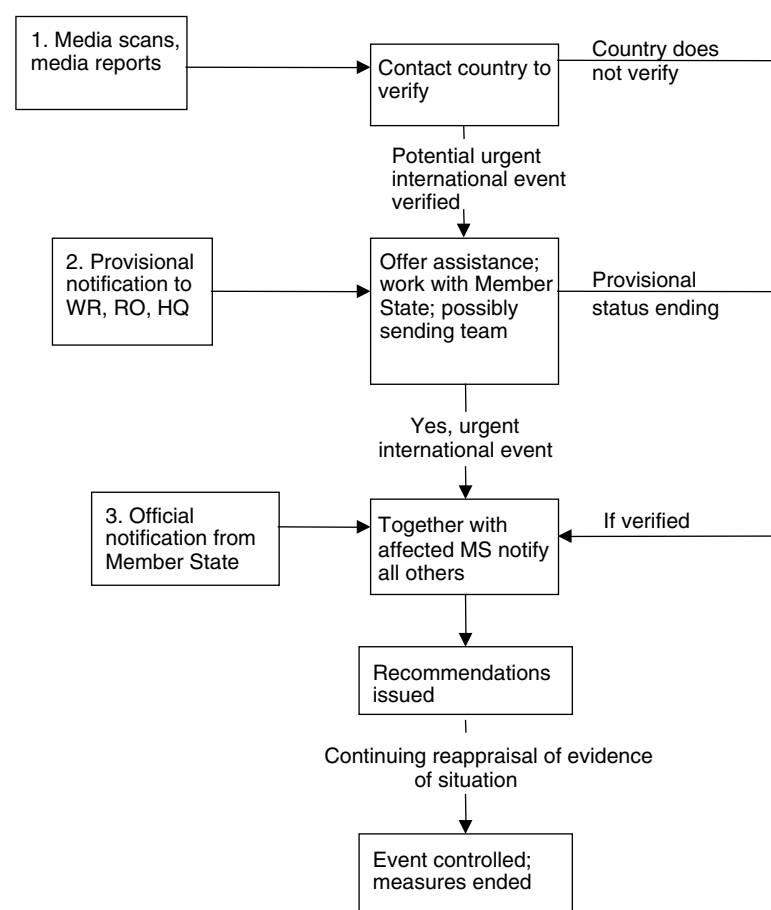 1. Media scans,
media reports
Contact country to
verify
Country does
not verify
Potential urgent
international event
verified
2. Provisional
notification to
WR, RO, HQ
Offer assistance;
work with Member
State; possibly
sending team
Provisional
status ending
Yes, urgent
international event
3. Official
notification from
Member State
Together with
affected MS notify
all others
If verified
Recommendations
issued
Continuing reappraisal of evidence
of situation
Event controlled;
measures ended